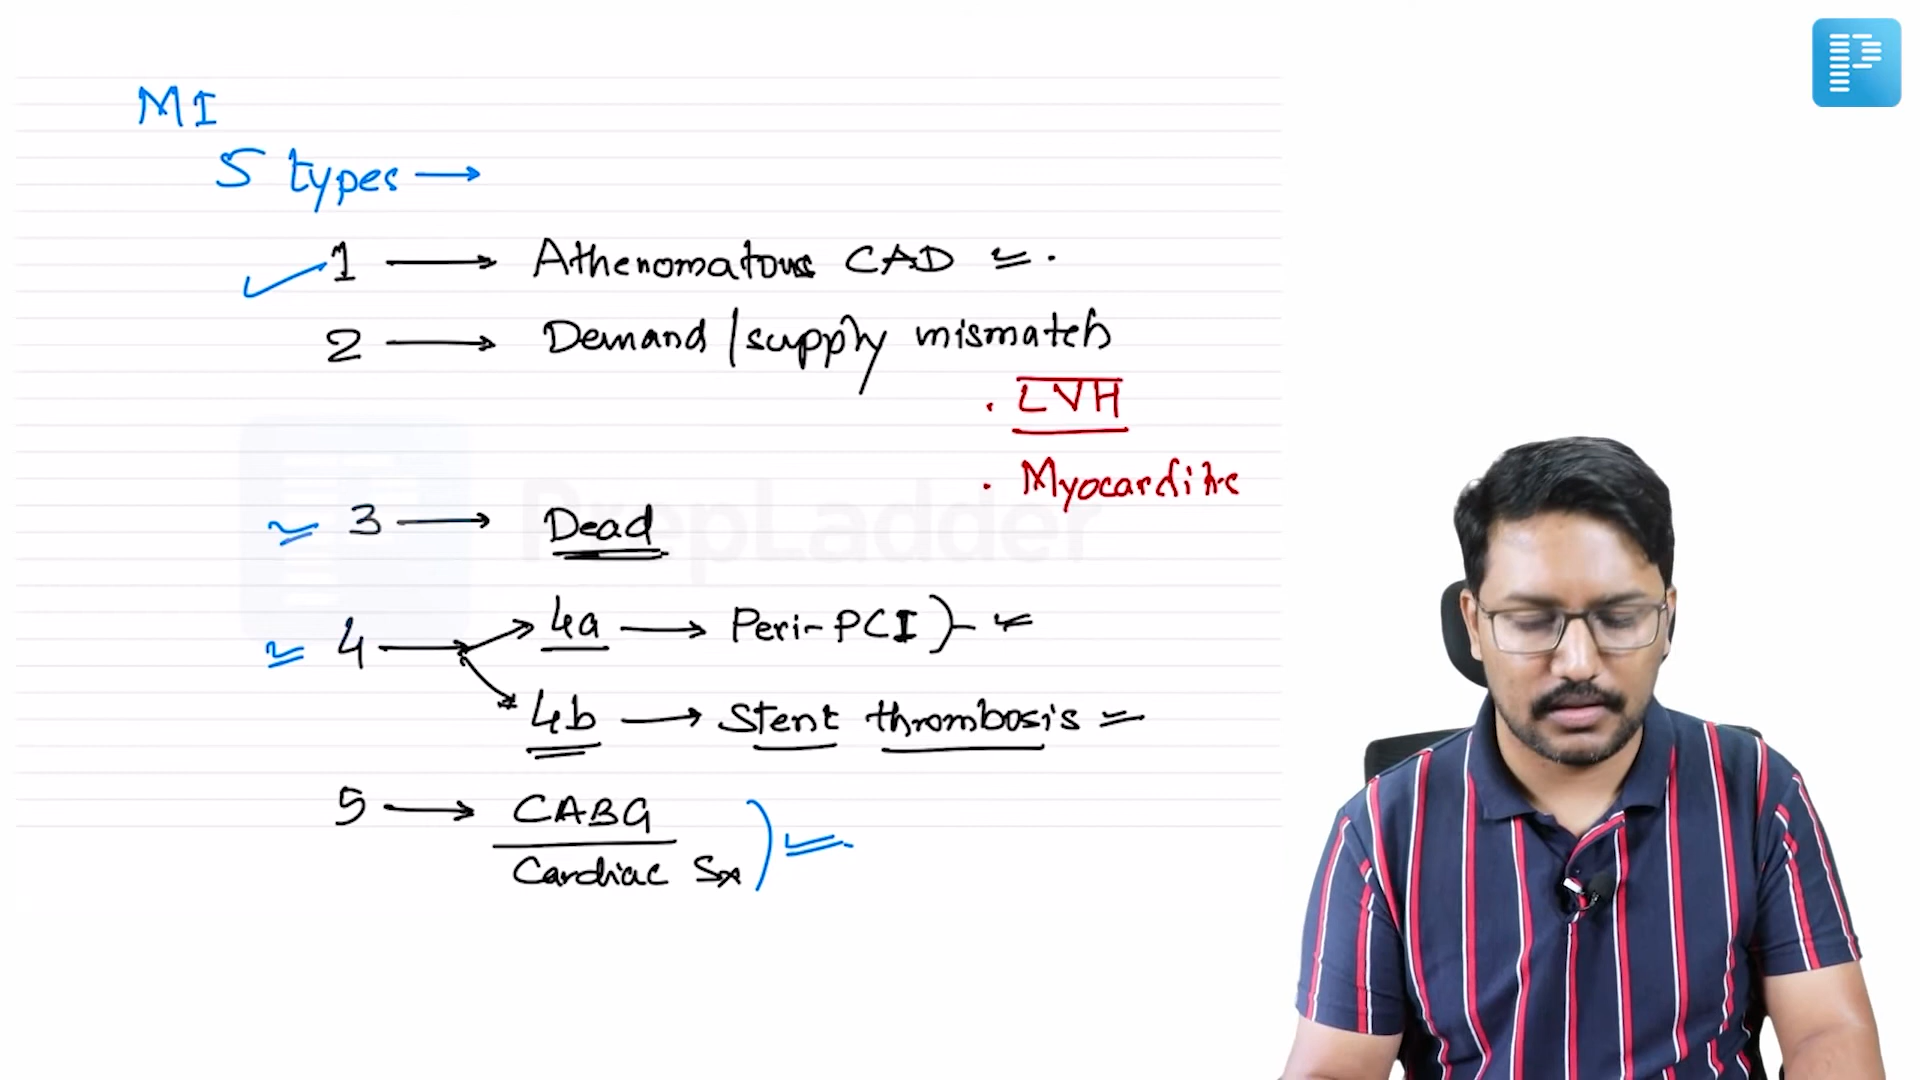 MI
5 types →
1 → Atheromatous CAD
2 → Demand / supply mismatch
. LVH
. Myocarditis
PrepLadder
3 → Dead
4 → 4a → Peri-PCI
4b → Stent thrombosis
5 → CABG
Cardiac Sx